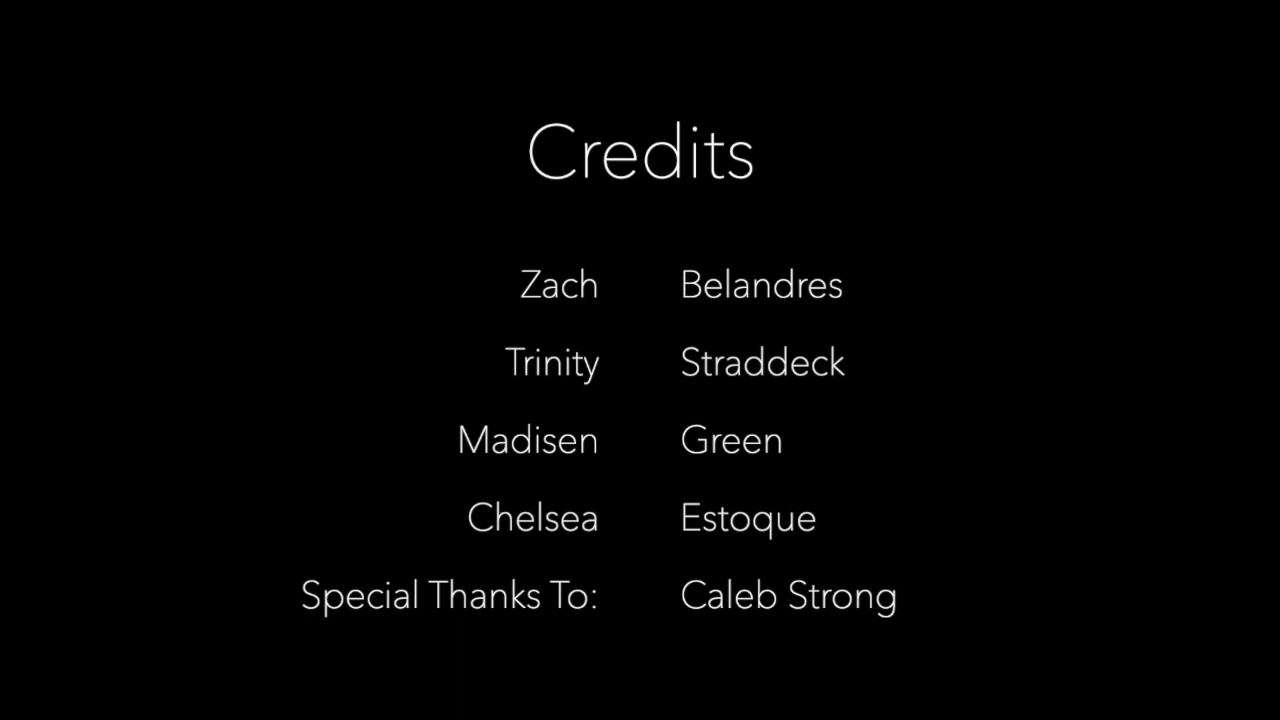 Credits
Zach Belandres
Trinity Straddeck
Madisen Green
Chelsea Estoque
Special Thanks To: Caleb Strong